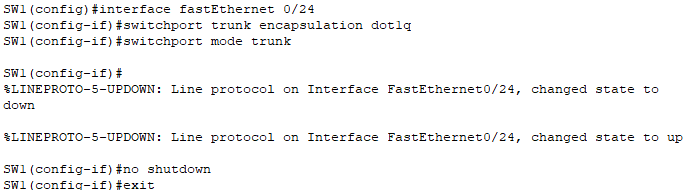 SW1(config)#interface fastEthernet 0/24
SW1(config-if)#switchport trunk encapsulation dot1q
SW1(config-if)#switchport mode trunk
SW1(config-if)#
%LINEPROTO-5-UPDOWN: Line protocol on Interface FastEthernet0/24, changed state to
down
%LINEPROTO-5-UPDOWN: Line protocol on Interface FastEthernet0/24, changed state to up
SW1(config-if)#no shutdown
SW1(config-if)#exit